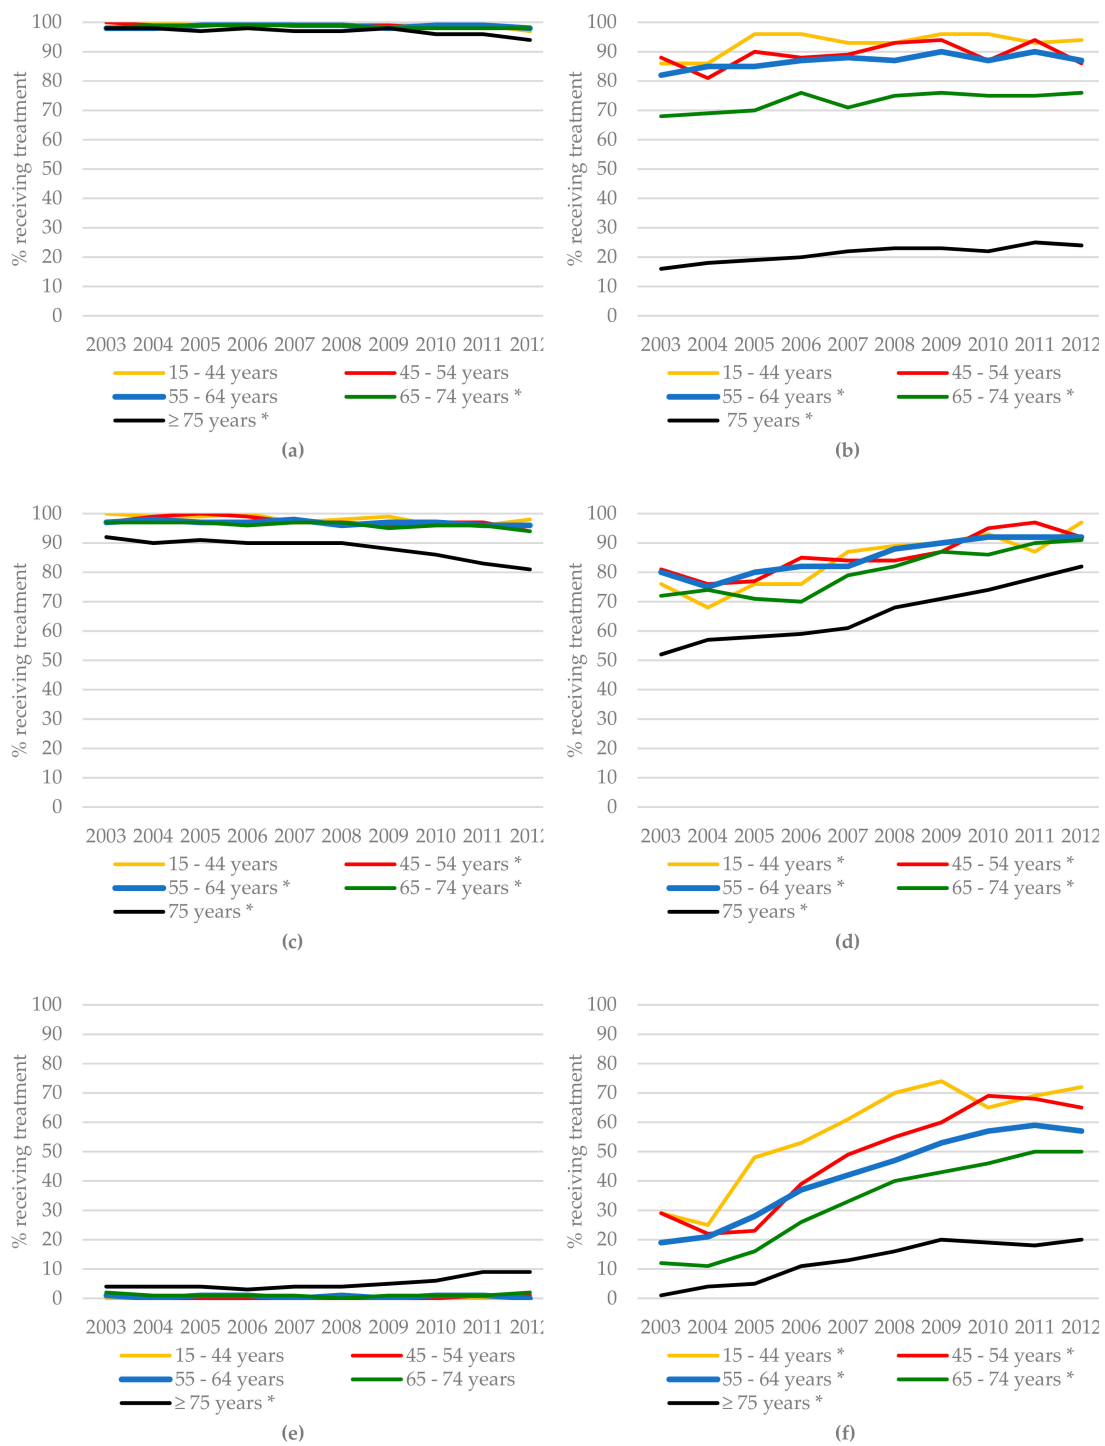 100
90
80
70
60
50
40
30
20
10
0
% receiving treatment
2003 2004 2005 2006 2007 2008 2009 2010 2011 2012
15 - 44 years
45 - 54 years
55 - 64 years
65 - 74 years *
≥ 75 years *
(a)
100
90
80
70
60
50
40
30
20
10
0
% receiving treatment
2003 2004 2005 2006 2007 2008 2009 2010 2011 2012
15 - 44 years
45 - 54 years
55 - 64 years *
65 - 74 years *
75 years *
(b)
100
90
80
70
60
50
40
30
20
10
0
% receiving treatment
2003 2004 2005 2006 2007 2008 2009 2010 2011 2012
15 - 44 years
45 - 54 years *
55 - 64 years *
65 - 74 years *
75 years *
(c)
100
90
80
70
60
50
40
30
20
10
0
% receiving treatment
2003 2004 2005 2006 2007 2008 2009 2010 2011 2012
15 - 44 years *
45 - 54 years *
55 - 64 years *
65 - 74 years *
75 years *
(d)
100
90
80
70
60
50
40
30
20
10
0
% receiving treatment
2003 2004 2005 2006 2007 2008 2009 2010 2011 2012
15 - 44 years
45 - 54 years
55 - 64 years
65 - 74 years
≥ 75 years *
(e)
100
90
80
70
60
50
40
30
20
10
0
% receiving treatment
2003 2004 2005 2006 2007 2008 2009 2010 2011 2012
15 - 44 years *
45 - 54 years *
55 - 64 years *
65 - 74 years *
≥ 75 years *
(f)